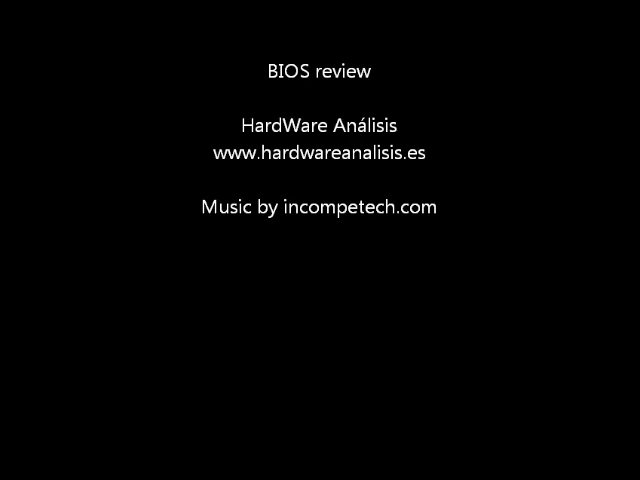 BIOS review
HardWare Análisis
www.hardwareanalisis.es
Music by incompetech.com